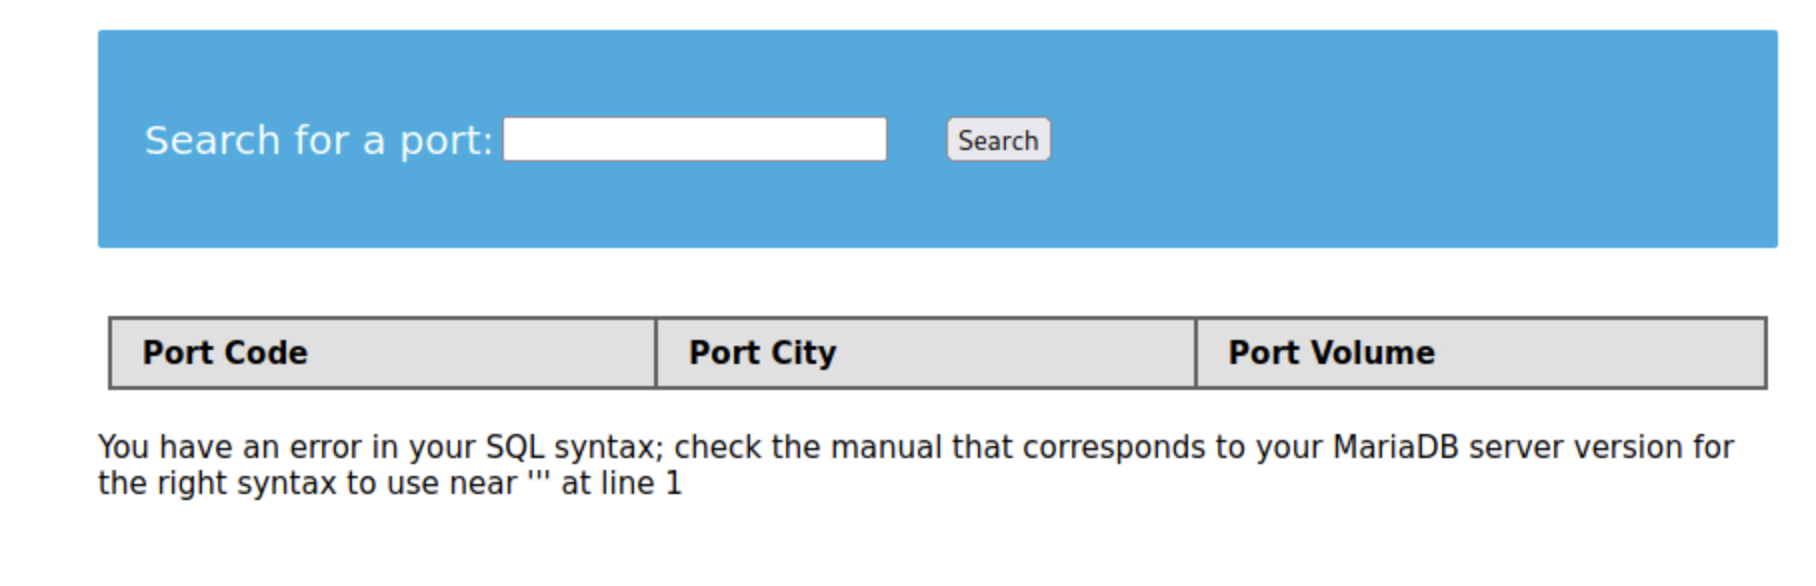 Search for a port:
Search
Port Code
Port City
Port Volume
You have an error in your SQL syntax; check the manual that corresponds to your MariaDB server version for
the right syntax to use near ''' at line 1